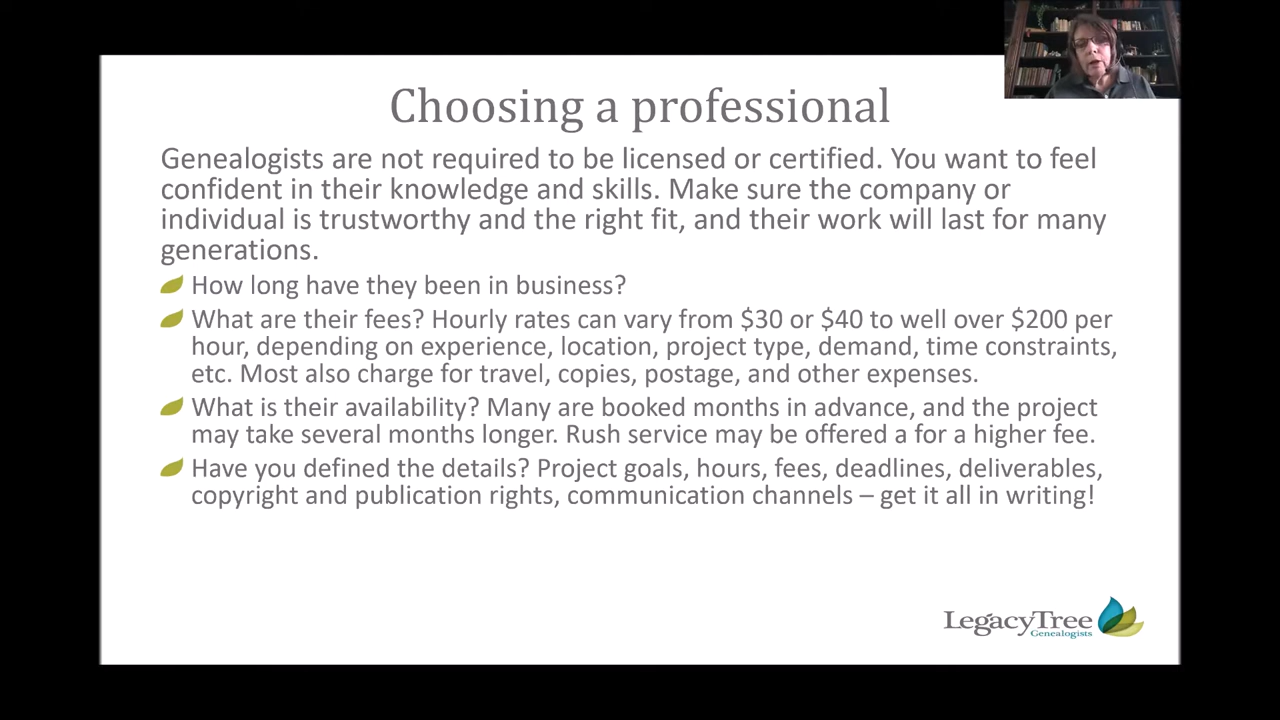 Choosing a professional
Genealogists are not required to be licensed or certified. You want to feel
confident in their knowledge and skills. Make sure the company or
individual is trustworthy and the right fit, and their work will last for many
generations.
How long have they been in business?
What are their fees? Hourly rates can vary from $30 or $40 to well over $200 per
hour, depending on experience, location, project type, demand, time constraints,
etc. Most also charge for travel, copies, postage, and other expenses.
What is their availability? Many are booked months in advance, and the project
may take several months longer. Rush service may be offered a for a higher fee.
Have you defined the details? Project goals, hours, fees, deadlines, deliverables,
copyright and publication rights, communication channels – get it all in writing!
LegacyTree
Genealogists